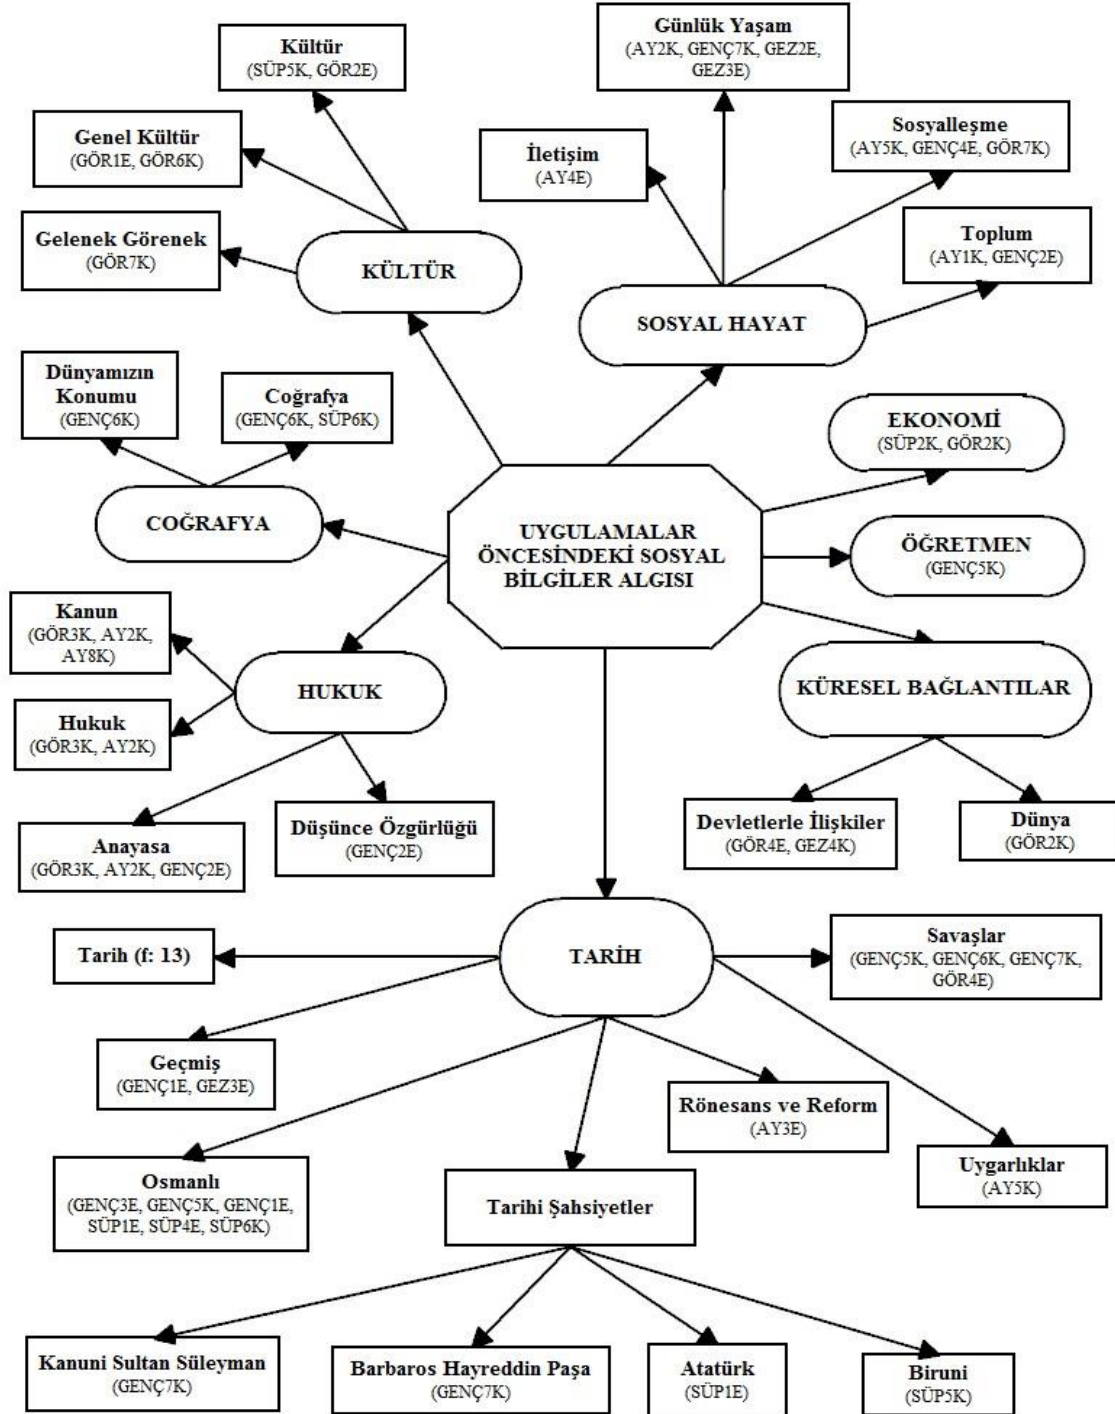 Kültür
(SÜP5K, GÖR2E)
Günlük Yaşam
(AY2K, GENÇ7K, GEZ2E,
GEZ3E)
Genel Kültür
(GÖR1E, GÖR6K)
İletişim
(AY4E)
Sosyalleşme
(AY5K, GENÇ4E, GÖR7K)
Gelenek Görenek
(GÖR7K)
KÜLTÜR
Toplum
(AY1K, GENÇ2E)
SOSYAL HAYAT
Dünyamızın
Konumu
(GENÇ6K)
Coğrafya
(GENÇ6K, SÜP6K)
EKONOMİ
(SÜP2K, GÖR2K)
COĞRAFYA
UYGULAMALAR
ÖNCESİNDEKİ SOSYAL
BİLGİLER ALGISI
ÖĞRETMEN
(GENÇ5K)
Kanun
(GÖR3K, AY2K,
AY8K)
HUKUK
KÜRESEL BAĞLANTILAR
Hukuk
(GÖR3K, AY2K)
Anayasa
(GÖR3K, AY2K, GENÇ2E)
Düşünce Özgürlüğü
(GENÇ2E)
Devletlerle İlişkiler
(GÖR4E, GEZ4K)
Dünya
(GÖR2K)
Tarih (f: 13)
TARİH
Savaşlar
(GENÇ5K, GENÇ6K, GENÇ7K,
GÖR4E)
Geçmiş
(GENÇ1E, GEZ3E)
Rönesans ve Reform
(AY3E)
Osmanlı
(GENÇ3E, GENÇ5K, GENÇ1E,
SÜP1E, SÜP4E, SÜP6K)
Tarihi Şahsiyetler
Uygarlıklar
(AY5K)
Kanuni Sultan Süleyman
(GENÇ7K)
Barbaros Hayreddin Paşa
(GENÇ7K)
Atatürk
(SÜP1E)
Biruni
(SÜP5K)